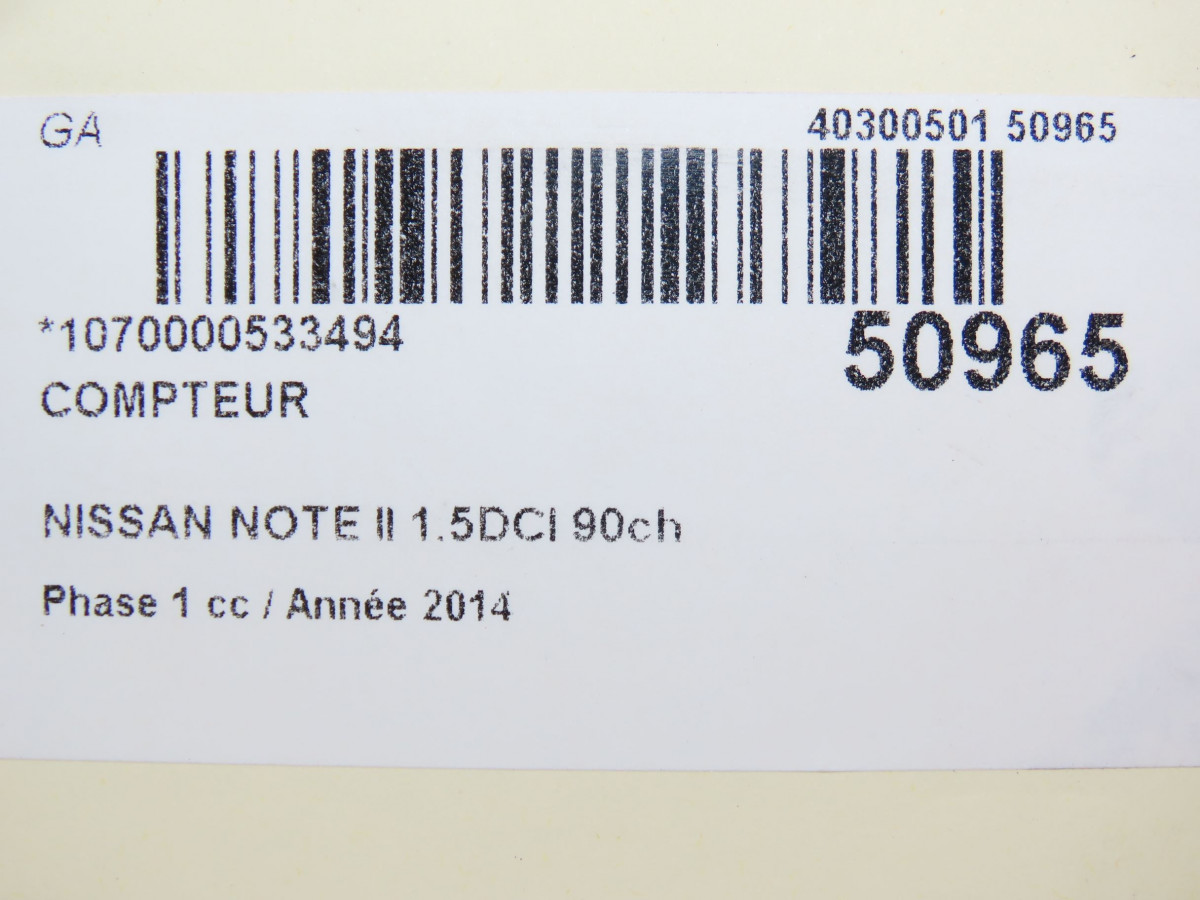 GA 40300501 50965
*1070000533494 50965
COMPTEUR
NISSAN NOTE II 1.5DCI 90ch
Phase 1 cc / Année 2014